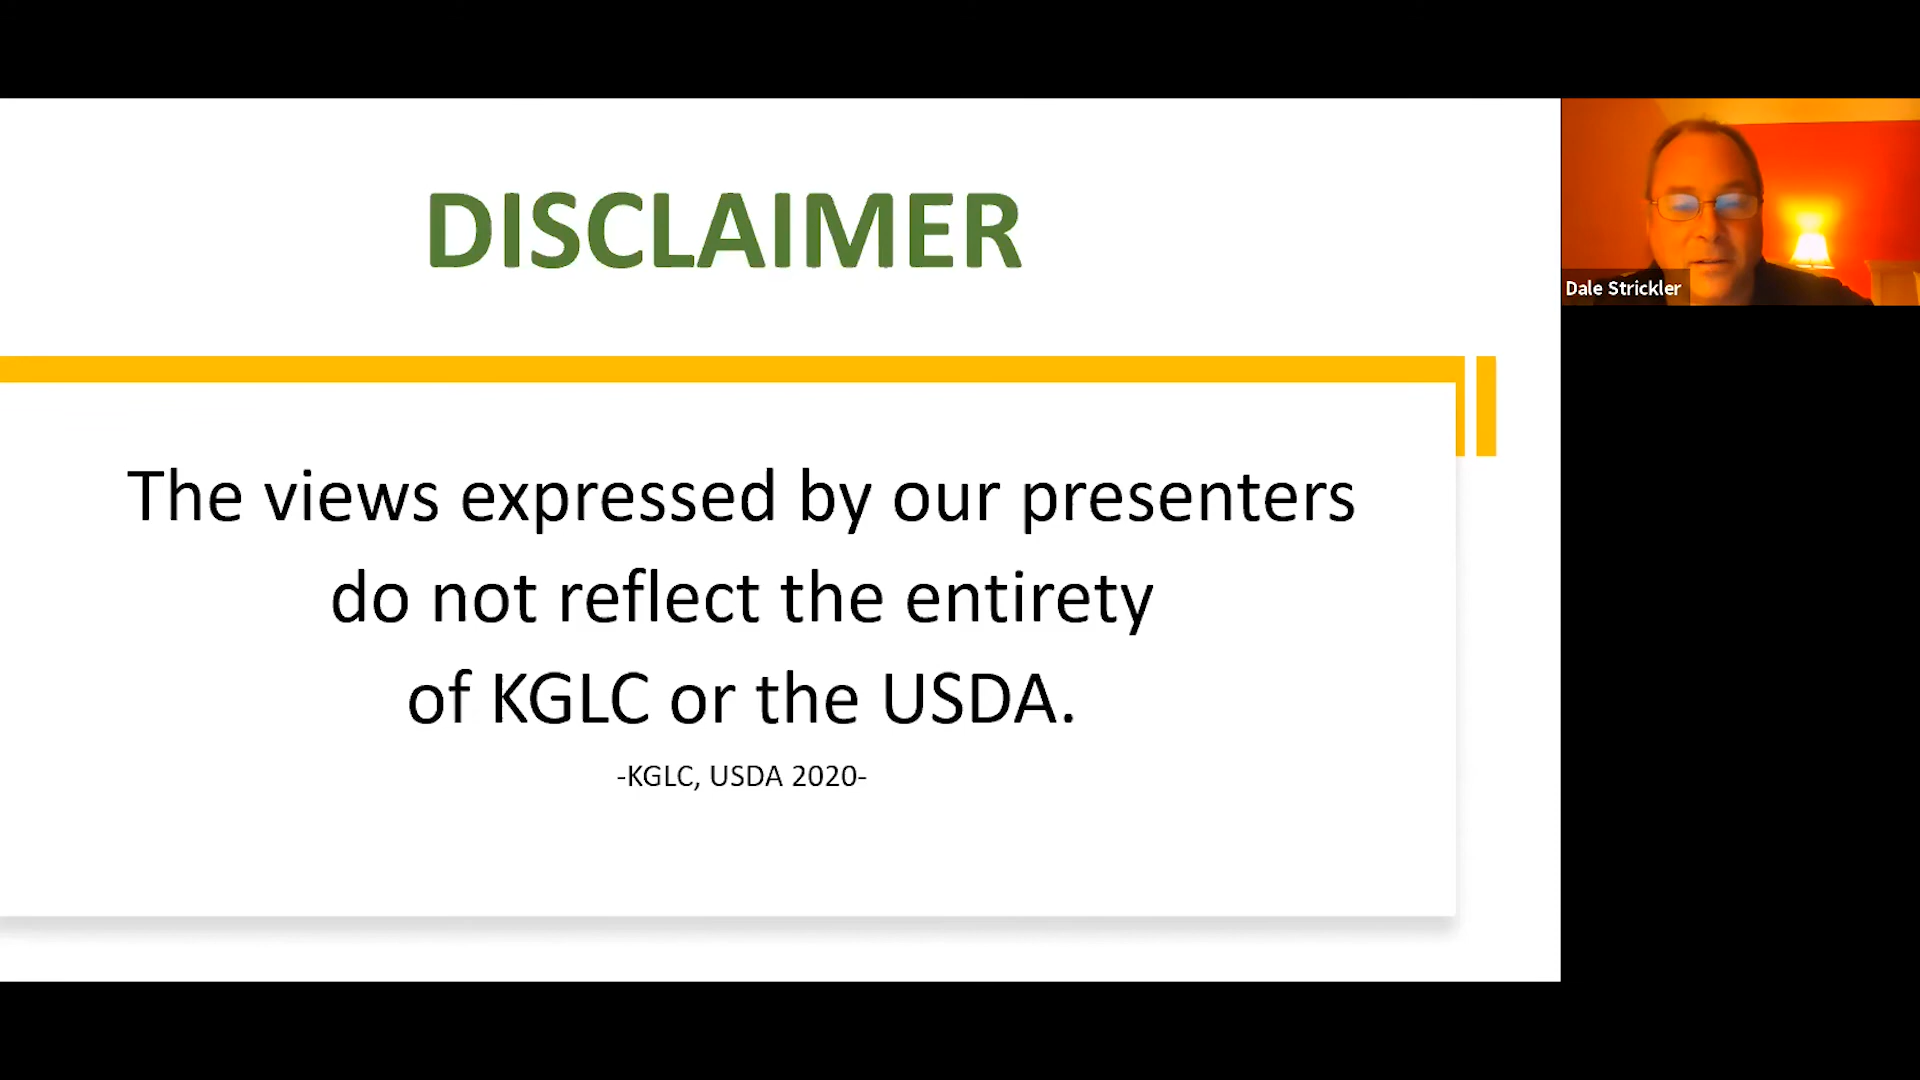 DISCLAIMER
The views expressed by our presenters
do not reflect the entirety
of KGLC or the USDA.
-KGLC, USDA 2020-
Dale Strickler